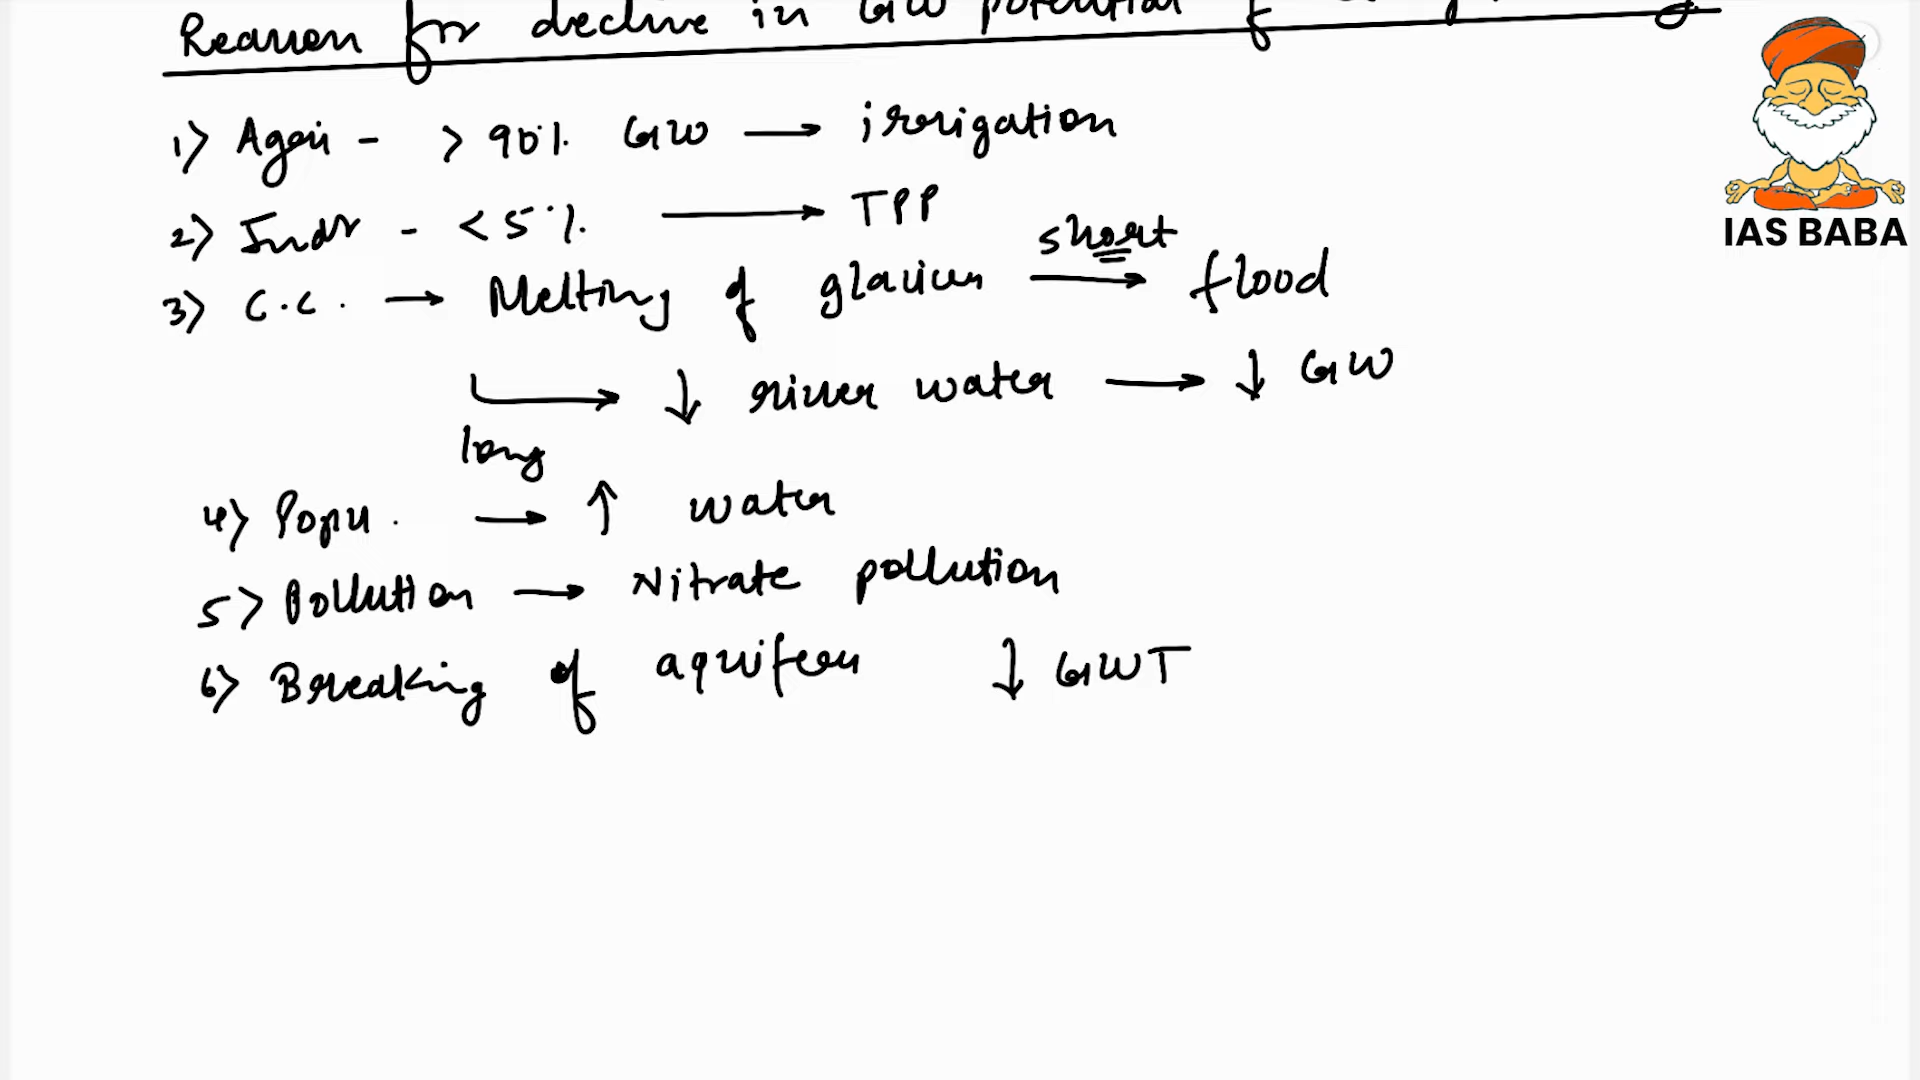 Reason for decline in GW potential of
1) Agri - > 90% GW → irrigation
2) Indr - < 5% → TPP
short
3) C.C. → Melting of glaciers → flood
↓ river water → ↓ GW
long
4) Popu. → ↑ water
5) Pollution → Nitrate pollution
6) Breaking of aquifers ↓ GWT
IAS BABA